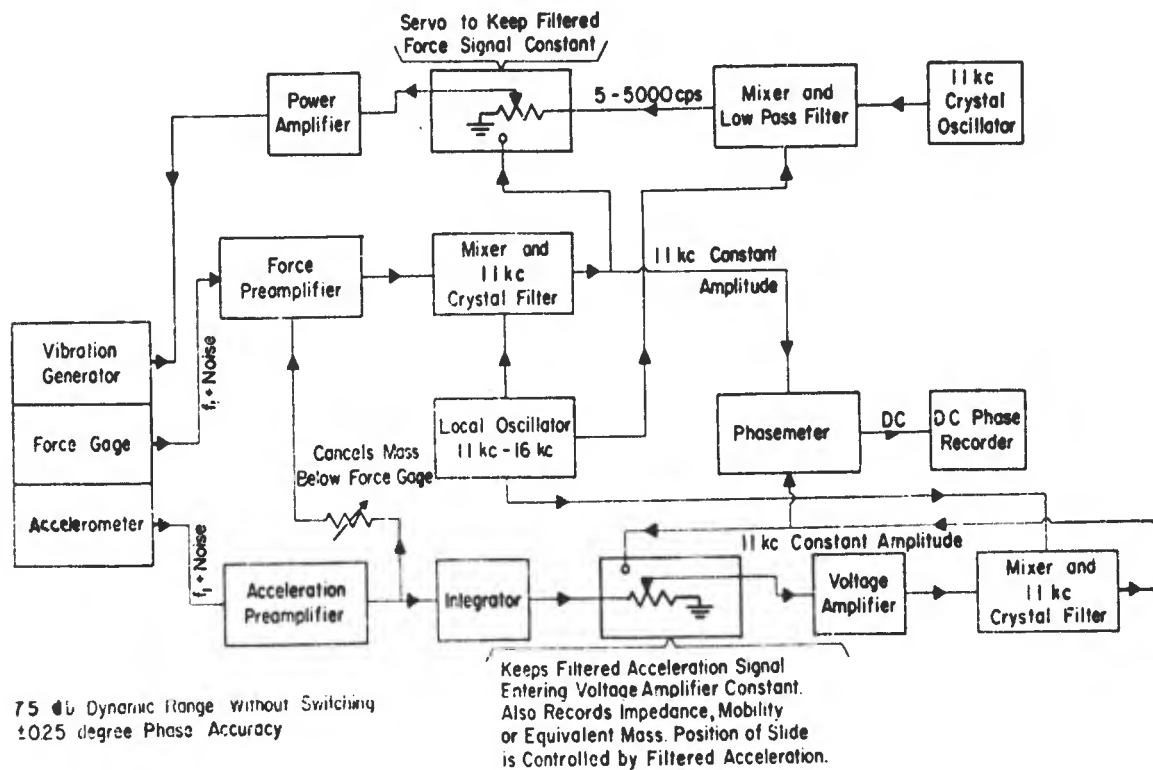 Servo to Keep Filtered
Force Signal Constant
Power
Amplifier
5-5000cps
Mixer and
Low Pass Filter
11 kc
Crystal
Oscillator
Force
Preamplifier
Mixer and
11kc
Crystal Filter
11 kc Constant
Amplitude
Vibration
Generator
Force Gage
Accelerometer
f₁ + Noise
f₁ + Noise
Cancels Mass
Below Force Gage
Local Oscillator
11 kc-16 kc
Phasemeter
DC
DC Phase
Recorder
Acceleration
Preamplifier
Integrator
11 kc Constant Amplitude
Voltage
Amplifier
Mixer and
11 kc
Crystal Filter
Keeps Filtered Acceleration Signal
Entering Voltage Amplifier Constant.
Also Records Impedance, Mobility
or Equivalent Mass. Position of Slide
is Controlled by Filtered Acceleration.
75 db Dynamic Range Without Switching
±025 degree Phase Accuracy